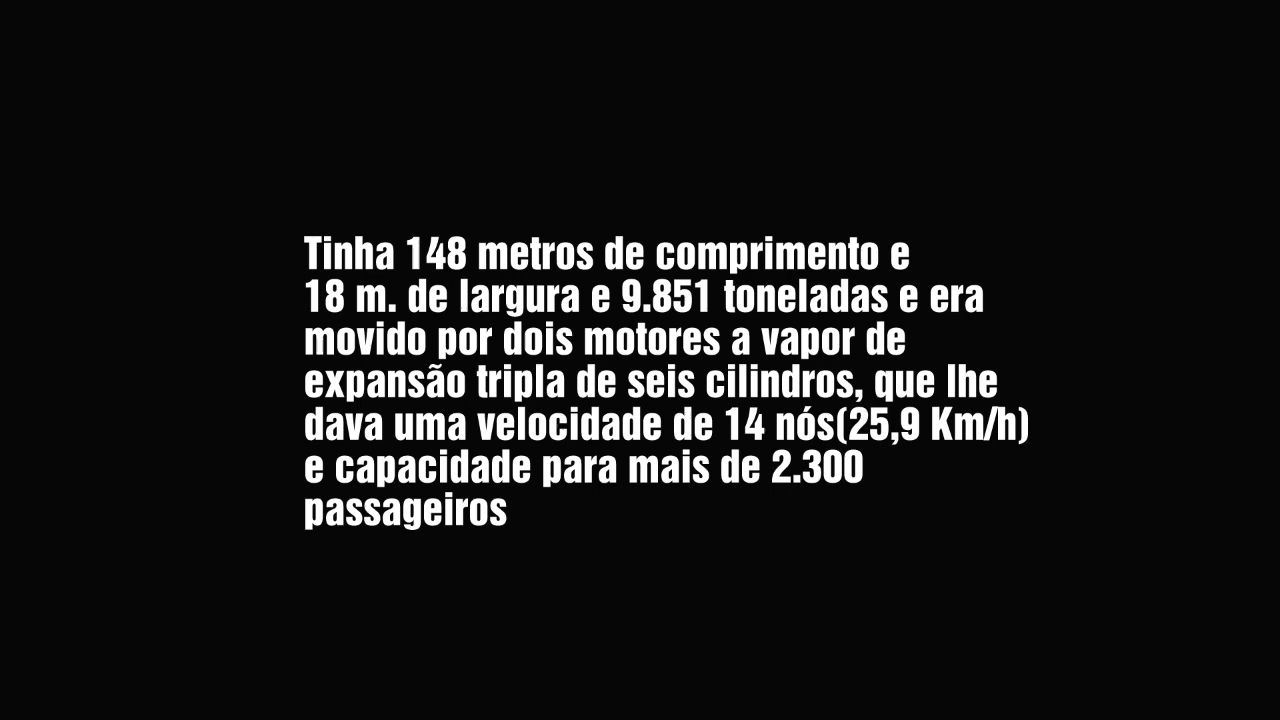 Tinha 148 metros de comprimento e
18 m. de largura e 9.851 toneladas e era
movido por dois motores a vapor de
expansão tripla de seis cilindros, que lhe
dava uma velocidade de 14 nós(25,9 Km/h)
e capacidade para mais de 2.300
passageiros